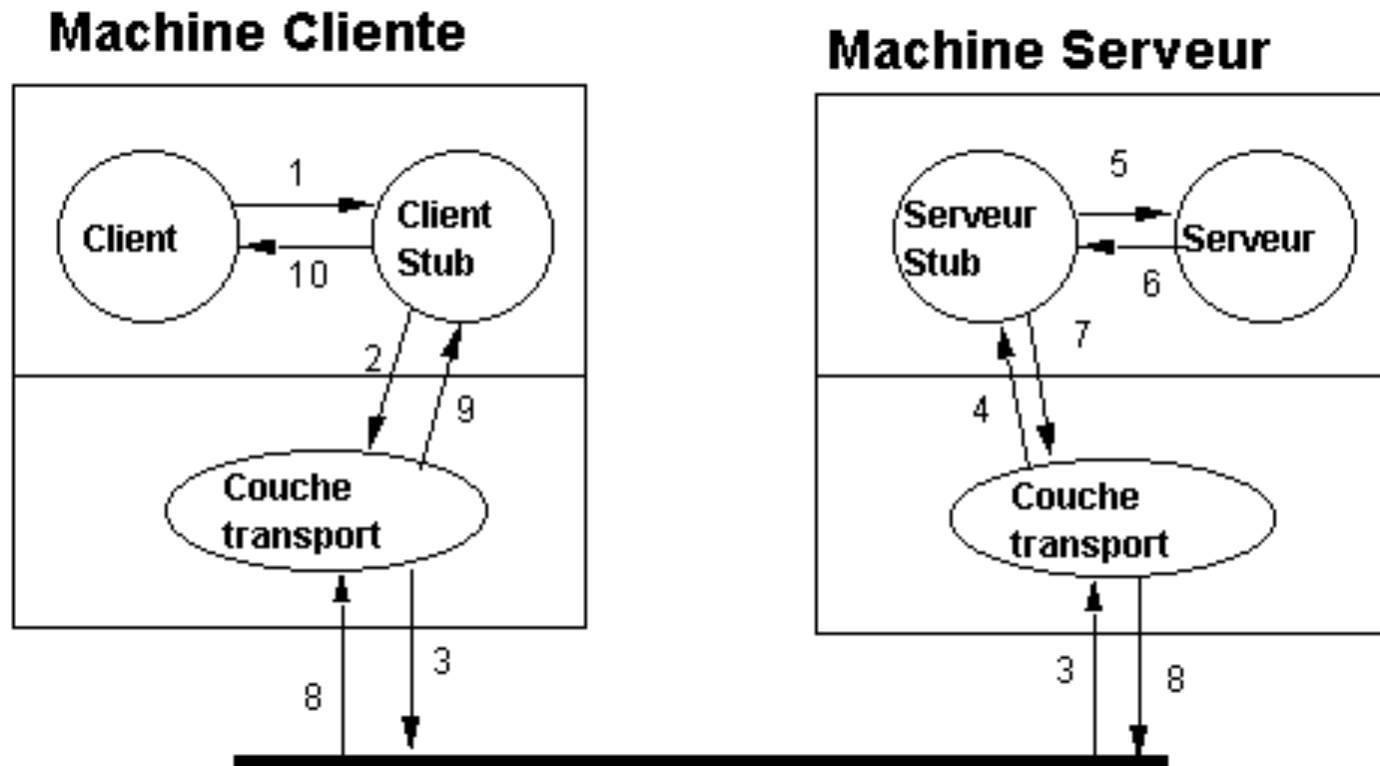 Machine Cliente
Machine Serveur
1
Client
Client
Stub
10
2
9
Couche
transport
8
3
5
Serveur
Stub
Serveur
6
7
4
Couche
transport
3
8